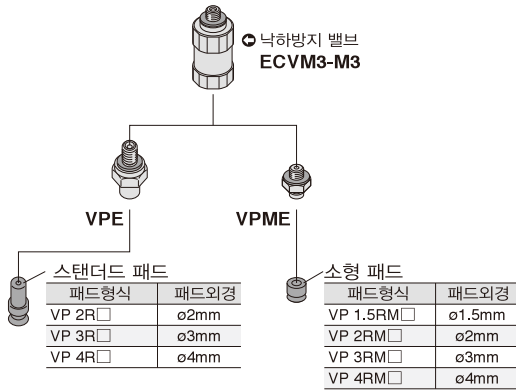 낙하방지 밸브
ECVM3-M3
VPE
VPME
스탠더드 패드
패드형식 패드외경
VP 2R□ ø2mm
VP 3R□ ø3mm
VP 4R□ ø4mm
소형 패드
패드형식 패드외경
VP 1.5RM□ ø1.5mm
VP 2RM□ ø2mm
VP 3RM□ ø3mm
VP 4RM□ ø4mm